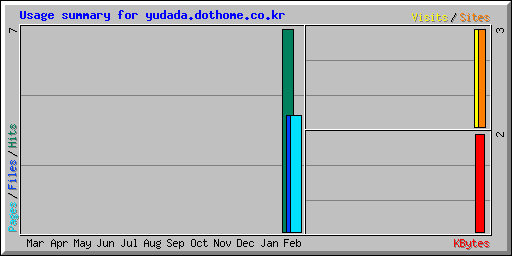 Usage summary for yudada.dothome.co.kr
Visits / Sites
7
3
2
Pages / Files / Hits
Mar Apr May Jun Jul Aug Sep Oct Nov Dec Jan Feb
KBytes